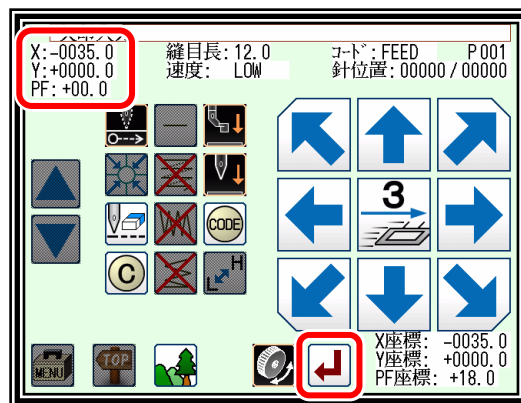 X:-0035.0
Y:+0000.0
PF:+00.0
縫目長:12.0
速度: LOW
コード:FEED P001
針位置:00000/00000
3
CODE
C
H
L
MENU
TOP
X座標: -0035.0
Y座標: +0000.0
PF座標: +18.0